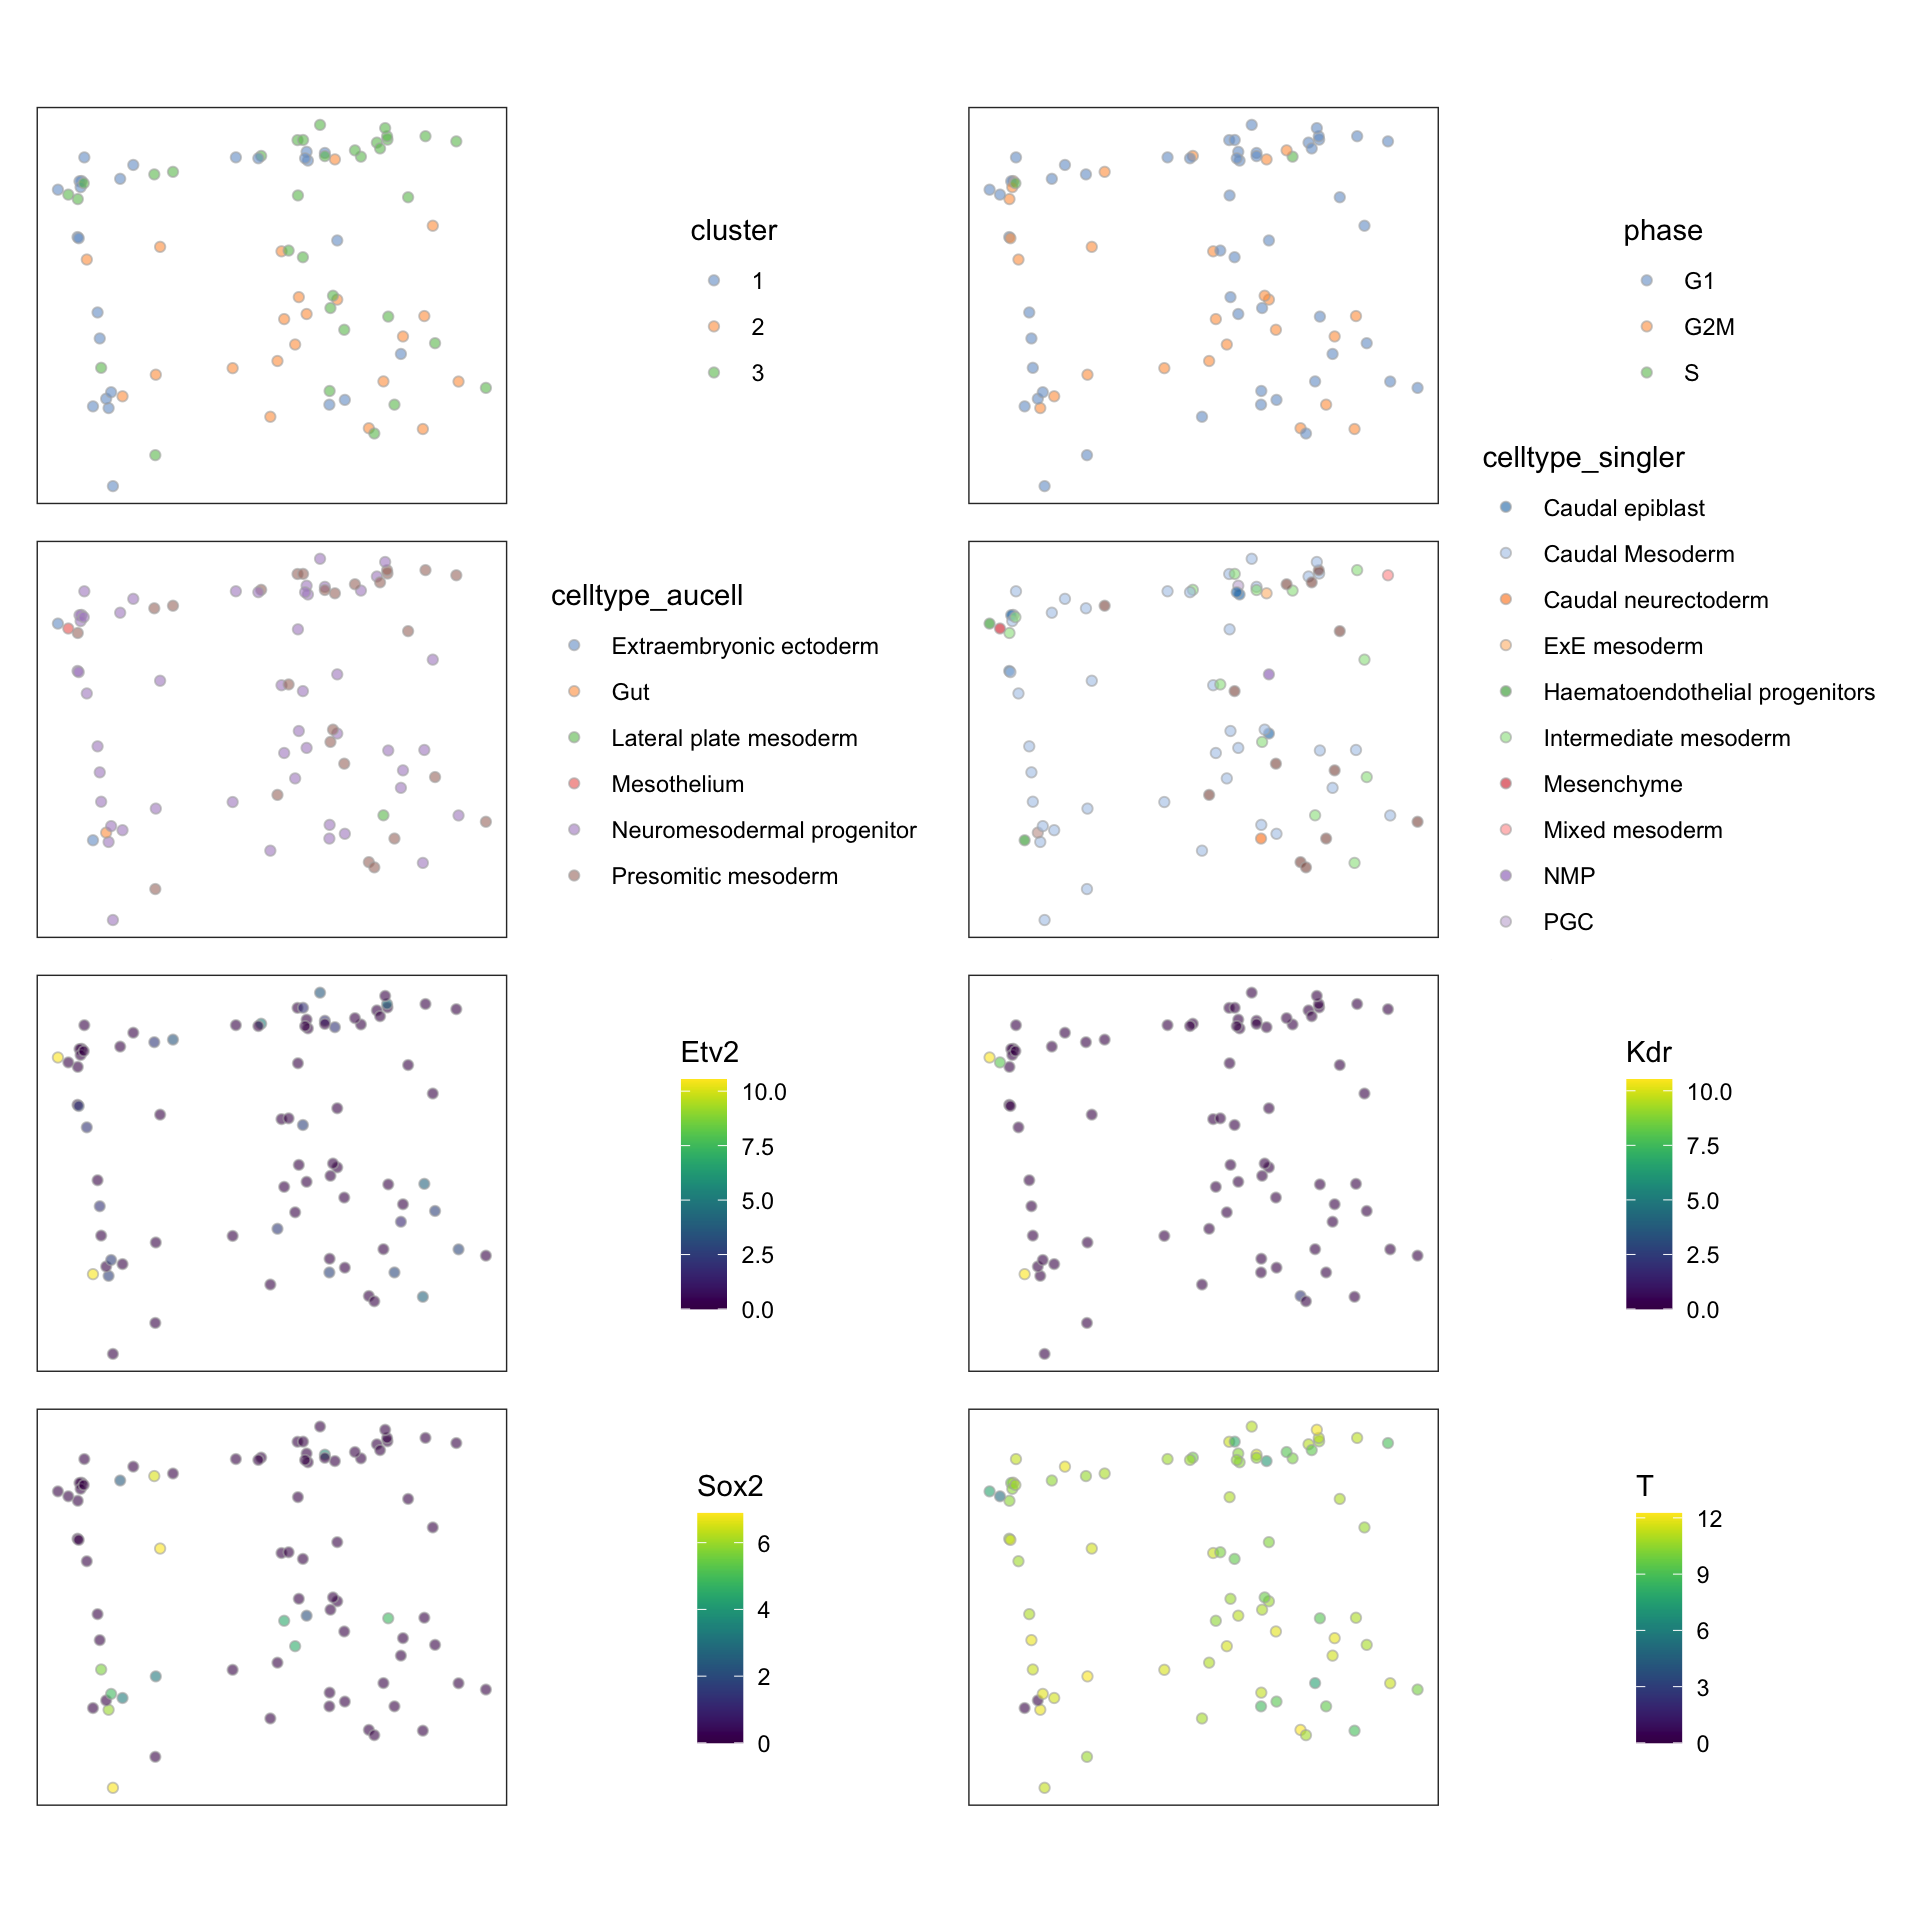 cluster
1
2
3
phase
G1
G2M
S
celltype_aucell
Extraembryonic ectoderm
Gut
Lateral plate mesoderm
Mesothelium
Neuromesodermal progenitor
Presomitic mesoderm
celltype_singler
Caudal epiblast
Caudal Mesoderm
Caudal neurectoderm
ExE mesoderm
Haematoendothelial progenitors
Intermediate mesoderm
Mesenchyme
Mixed mesoderm
NMP
PGC
Etv2
10.0
7.5
5.0
2.5
0.0
Kdr
10.0
7.5
5.0
2.5
0.0
Sox2
6
4
2
0
T
12
9
6
3
0